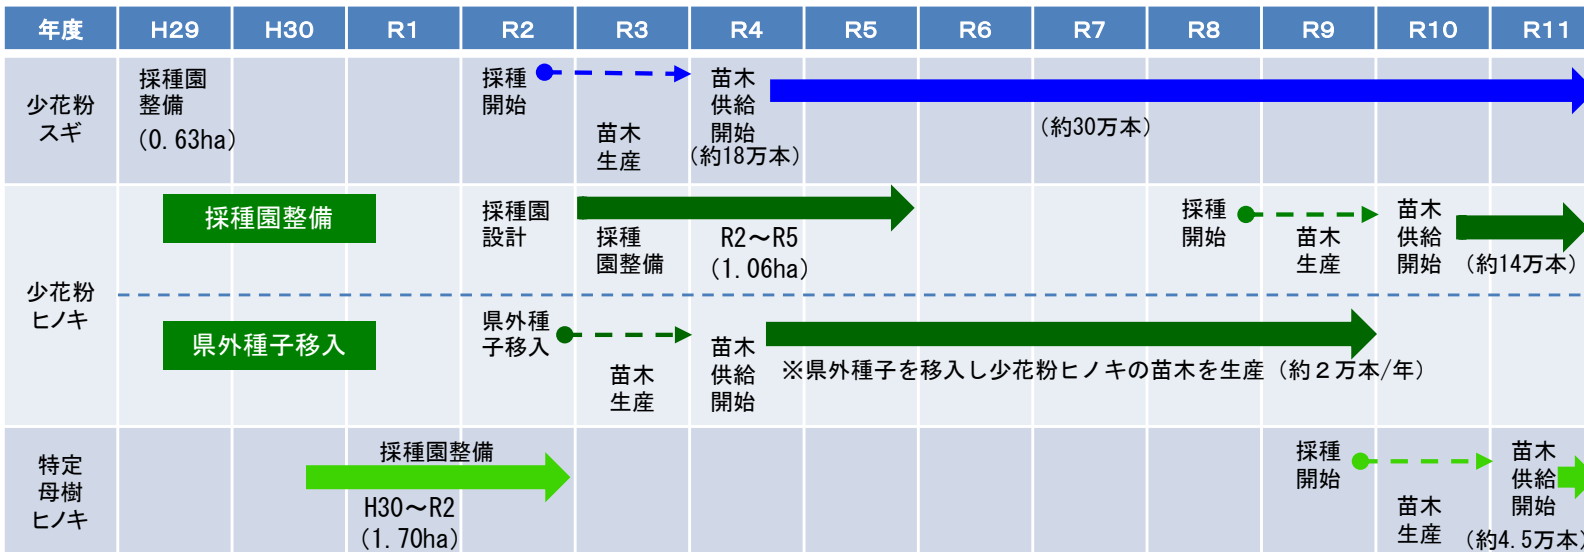 年度 H29 H30 R1 R2 R3 R4 R5 R6 R7 R8 R9 R10 R11
少花粉
スギ
採種園
整備
(0.63ha)
採種
開始
苗木
生産
苗木
供給
開始
(約18万本)
(約30万本)
少花粉
ヒノキ
採種園整備
採種園
設計
採種
園整備
R2～R5
(1.06ha)
採種
開始
苗木
生産
苗木
供給
開始
(約14万本)
県外種子移入
県外種
子移入
苗木
生産
苗木
供給
開始
※県外種子を移入し少花粉ヒノキの苗木を生産（約２万本/年）
特定
母樹
ヒノキ
採種園整備
H30～R2
(1.70ha)
採種
開始
苗木
生産
苗木
供給
開始
(約4.5万本)